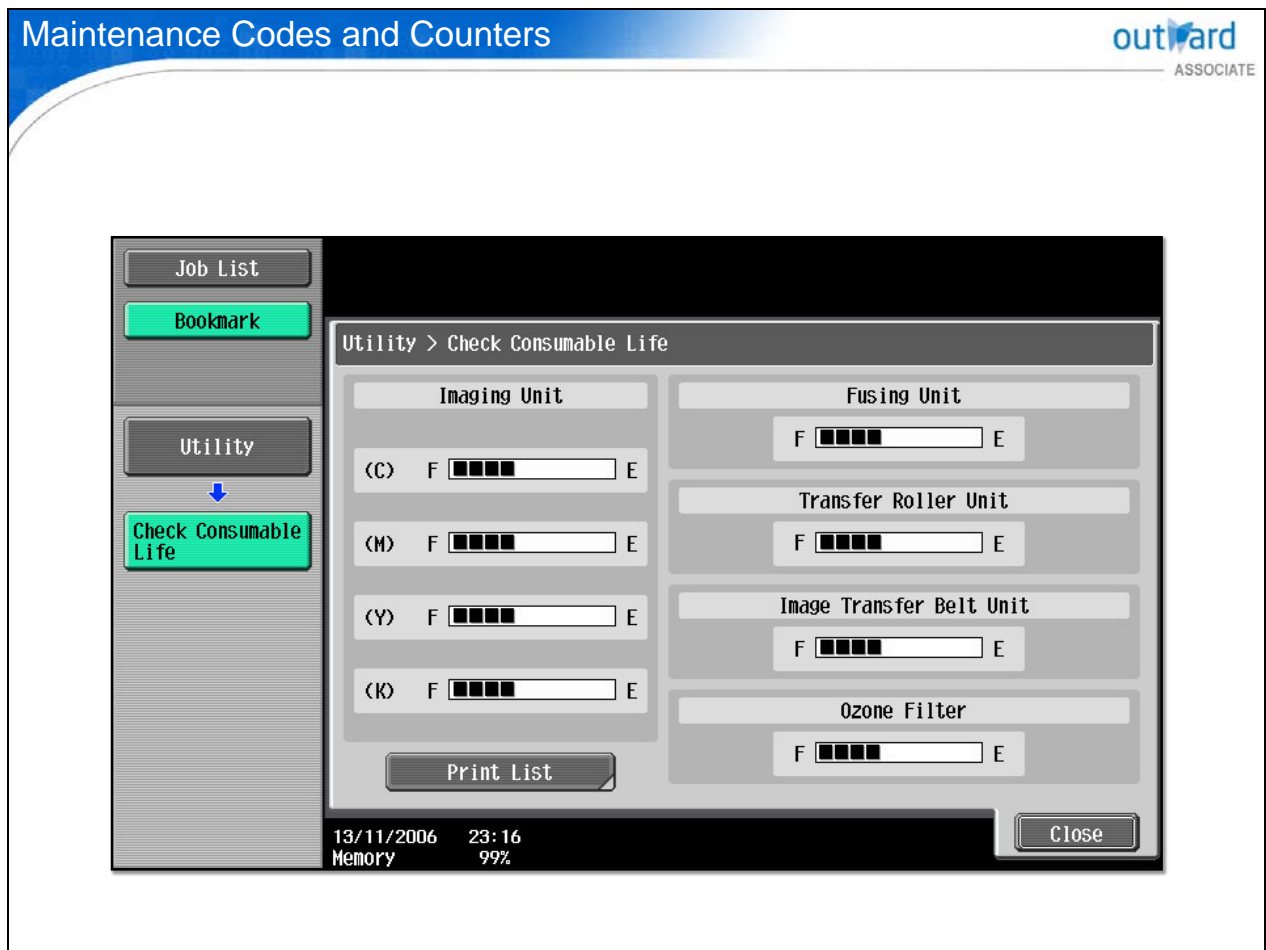 Maintenance Codes and Counters
outward
ASSOCIATE
Job List
Bookmark
Utility
Check Consumable
Life
Utility > Check Consumable Life
Imaging Unit
(C) F E
(M) F E
(Y) F E
(K) F E
Print List
Fusing Unit
F E
Transfer Roller Unit
F E
Image Transfer Belt Unit
F E
Ozone Filter
F E
13/11/2006 23:16
Memory 99%
Close